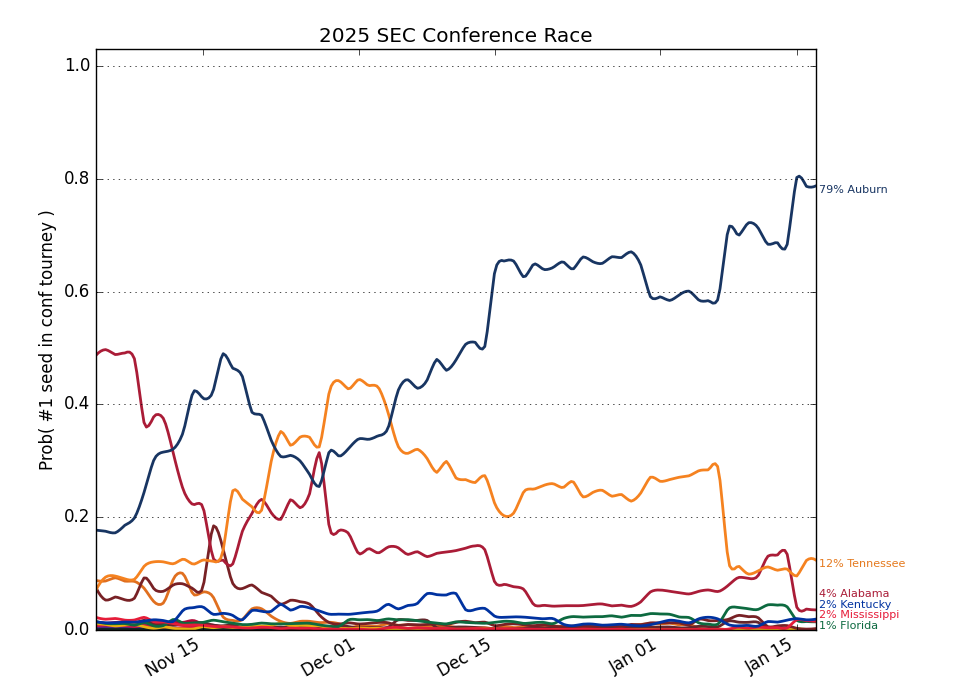 2025 SEC Conference Race
Prob( #1 seed in conf tourney )
1.0
0.8
0.6
0.4
0.2
0.0
Nov 15
Dec 01
Dec 15
Jan 01
Jan 15
79% Auburn
12% Tennessee
4% Alabama
2% Kentucky
2% Mississippi
1% Florida